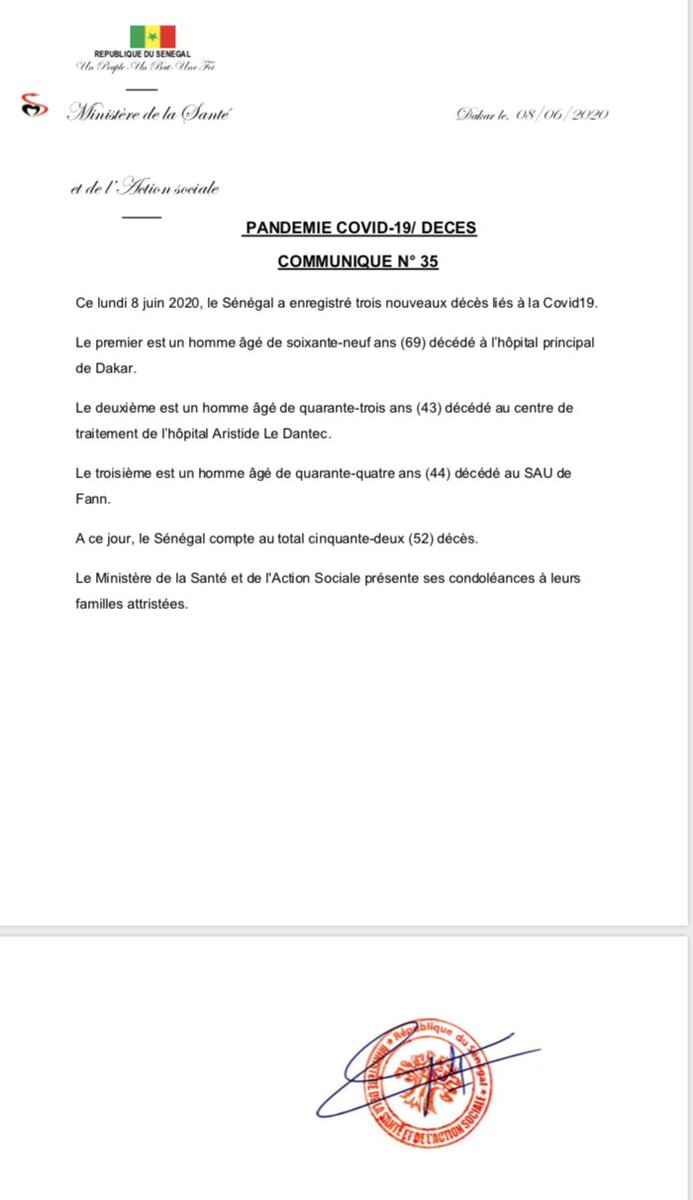 REPUBLIQUE DU SENEGAL
Un Peuple-Un But-Une Foi
Ministère de la Santé
Dakar le, 08/06/2020
et de l'Action sociale
PANDEMIE COVID-19/ DECES
COMMUNIQUE N° 35
Ce lundi 8 juin 2020, le Sénégal a enregistré trois nouveaux décès liés à la Covid19.
Le premier est un homme âgé de soixante-neuf ans (69) décédé à l'hôpital principal
de Dakar.
Le deuxième est un homme âgé de quarante-trois ans (43) décédé au centre de
traitement de l'hôpital Aristide Le Dantec.
Le troisième est un homme âgé de quarante-quatre ans (44) décédé au SAU de
Fann.
A ce jour, le Sénégal compte au total cinquante-deux (52) décès.
Le Ministère de la Santé et de l'Action Sociale présente ses condoléances à leurs
familles attristées.
République du Sénégal
MINISTERE DE LA SANTE ET DE L'ACTION SOCIALE